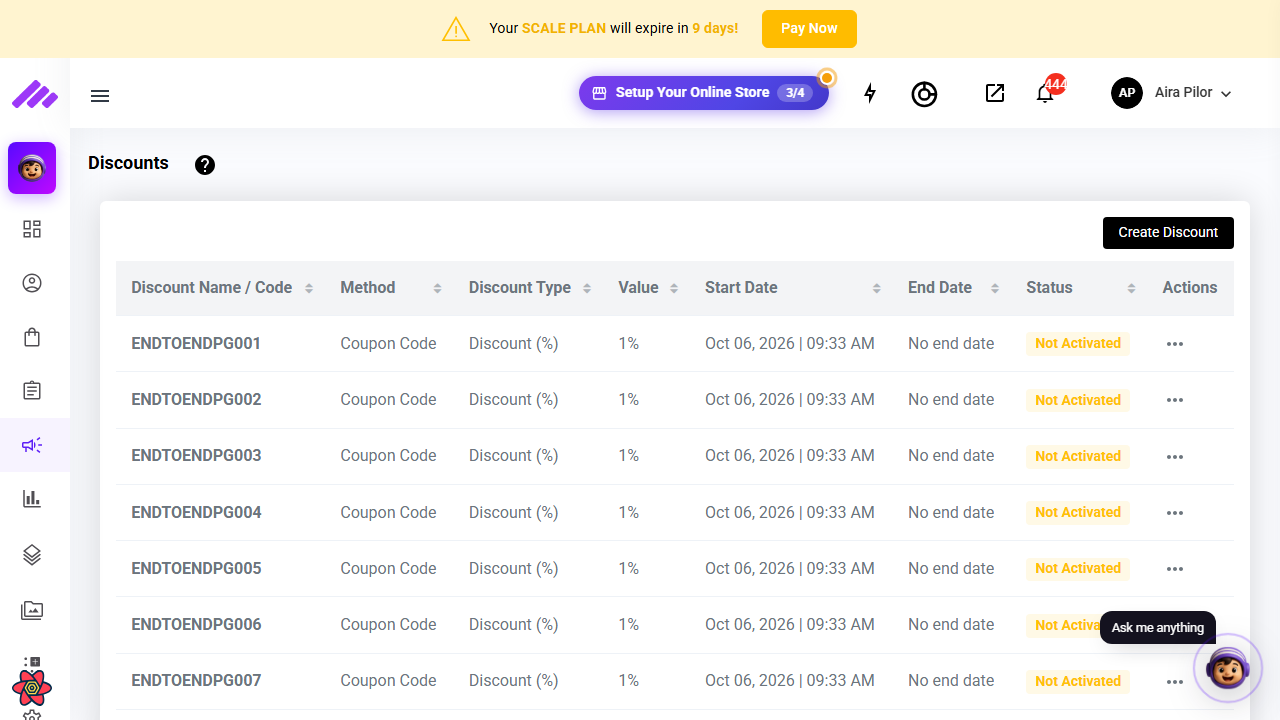 Your SCALE PLAN will expire in 9 days! Pay Now
Setup Your Online Store 3/4
444
AP Aira Pilor
Discounts
Create Discount
Discount Name / Code Method Discount Type Value Start Date End Date Status Actions
ENDTOENDPG001 Coupon Code Discount (%) 1% Oct 06, 2026 | 09:33 AM No end date Not Activated
ENDTOENDPG002 Coupon Code Discount (%) 1% Oct 06, 2026 | 09:33 AM No end date Not Activated
ENDTOENDPG003 Coupon Code Discount (%) 1% Oct 06, 2026 | 09:33 AM No end date Not Activated
ENDTOENDPG004 Coupon Code Discount (%) 1% Oct 06, 2026 | 09:33 AM No end date Not Activated
ENDTOENDPG005 Coupon Code Discount (%) 1% Oct 06, 2026 | 09:33 AM No end date Not Activated
ENDTOENDPG006 Coupon Code Discount (%) 1% Oct 06, 2026 | 09:33 AM No end date Not Activa
Ask me anything
ENDTOENDPG007 Coupon Code Discount (%) 1% Oct 06, 2026 | 09:33 AM No end date Not Activated